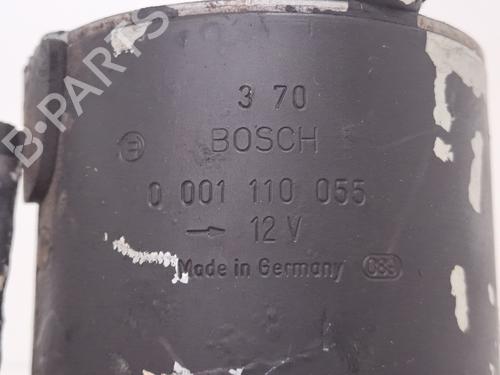 3 70
BOSCH
0 001 110 055
→ 12 V
Made in Germany
B-PARTS